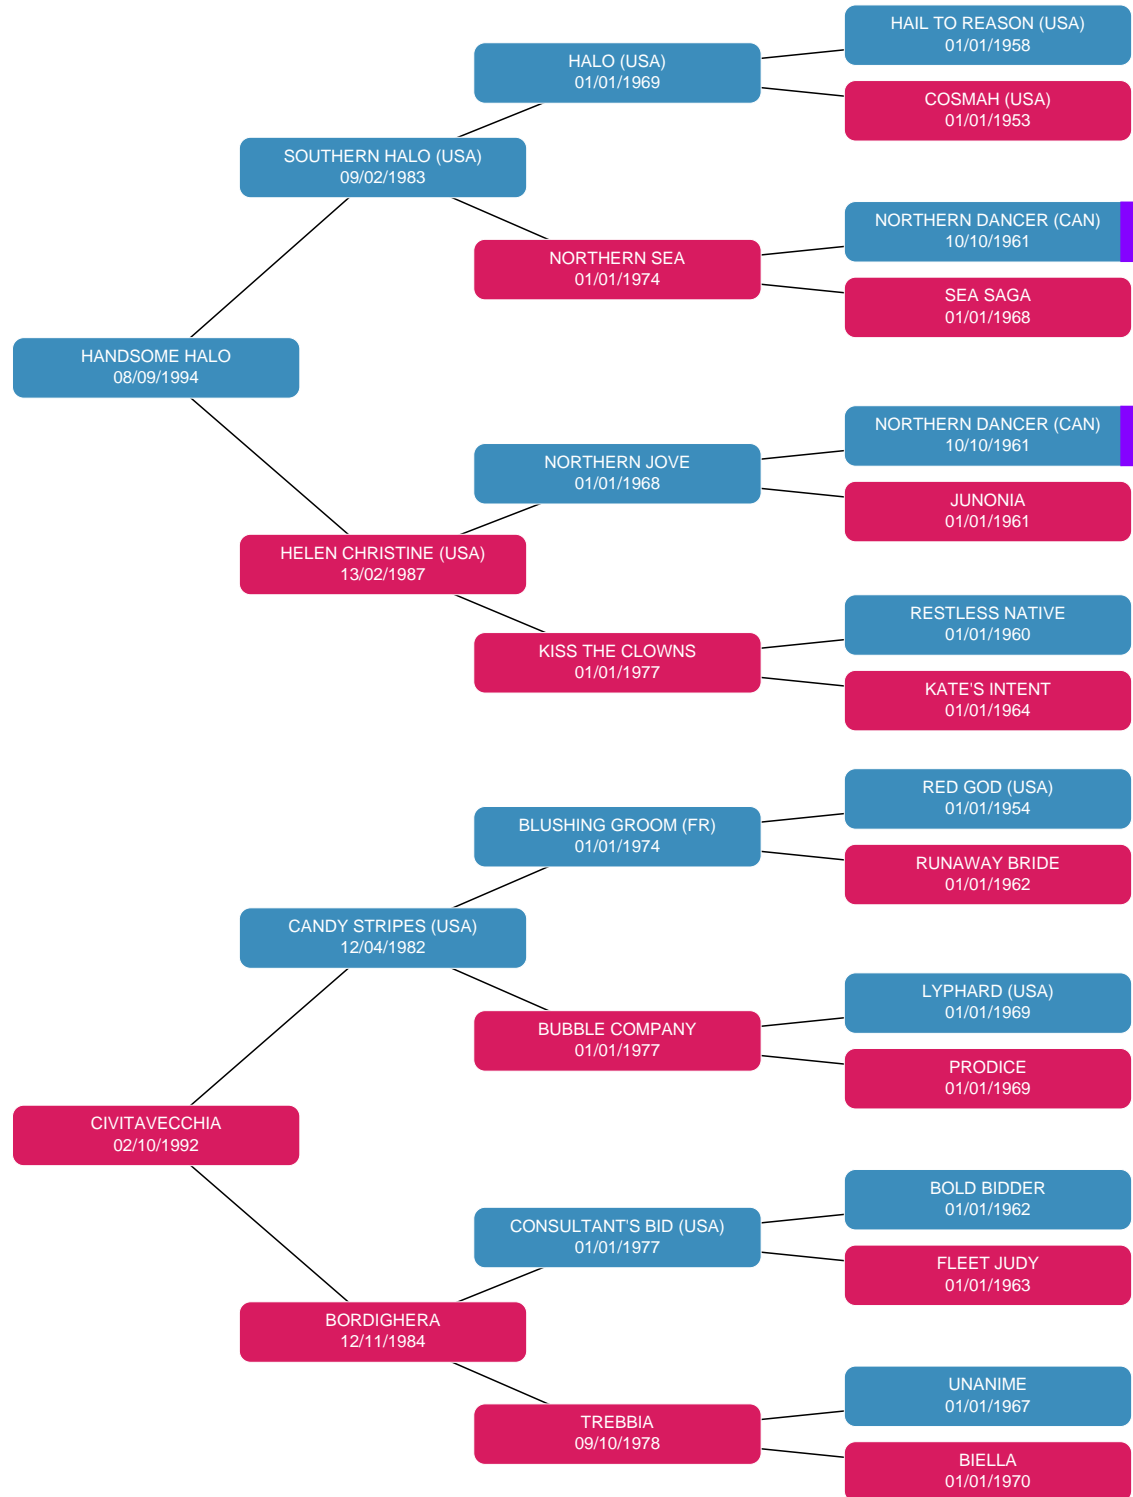 HAIL TO REASON (USA)
01/01/1958
HALO (USA)
01/01/1969
COSMAH (USA)
01/01/1953
SOUTHERN HALO (USA)
09/02/1983
NORTHERN DANCER (CAN)
10/10/1961
NORTHERN SEA
01/01/1974
SEA SAGA
01/01/1968
HANDSOME HALO
08/09/1994
NORTHERN DANCER (CAN)
10/10/1961
NORTHERN JOVE
01/01/1968
JUNONIA
01/01/1961
HELEN CHRISTINE (USA)
13/02/1987
RESTLESS NATIVE
01/01/1960
KISS THE CLOWNS
01/01/1977
KATE'S INTENT
01/01/1964
RED GOD (USA)
01/01/1954
BLUSHING GROOM (FR)
01/01/1974
RUNAWAY BRIDE
01/01/1962
CANDY STRIPES (USA)
12/04/1982
LYPHARD (USA)
01/01/1969
BUBBLE COMPANY
01/01/1977
PRODICE
01/01/1969
CIVITAVECCHIA
02/10/1992
BOLD BIDDER
01/01/1962
CONSULTANT'S BID (USA)
01/01/1977
FLEET JUDY
01/01/1963
BORDIGHERA
12/11/1984
UNANIME
01/01/1967
TREBBIA
09/10/1978
BIELLA
01/01/1970